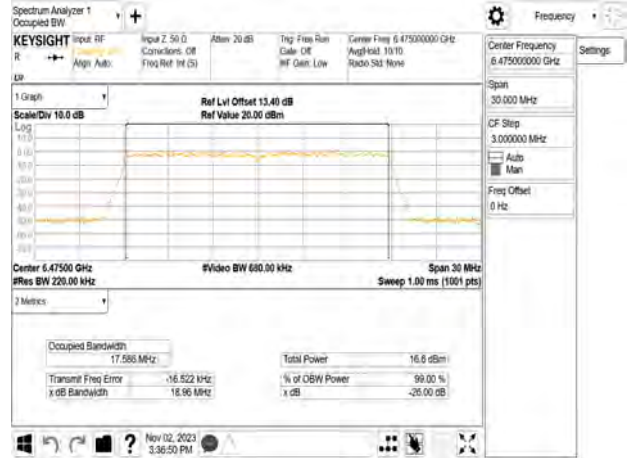 Spectrum Analyzer 1
Occupied BW
Frequency
KEYSIGHT
Input: RF
Align: Auto
Input Z: 50 Ω
Corrections: Off
Freq Ref: Int (S)
Atten: 20 dB
Trig: Free Run
Gate: Off
#IF Gain: Low
Center Freq: 6.475000000 GHz
Avg|Hold: 10/10
Radio Std: None
Center Frequency
6.475000000 GHz
Settings
Span
30.000 MHz
CF Step
3.000000 MHz
Auto
Man
Freq Offset
0 Hz
1 Graph
Scale/Div 10.0 dB
Ref Lvl Offset 13.40 dB
Ref Value 20.00 dBm
Log
Center 6.47500 GHz
#Res BW 220.00 kHz
#Video BW 680.00 kHz
Span 30 MHz
Sweep 1.00 ms (1001 pts)
2 Metrics
Occupied Bandwidth
17.586 MHz
Total Power
16.6 dBm
Transmit Freq Error
-16.522 kHz
% of OBW Power
99.00 %
x dB Bandwidth
18.96 MHz
x dB
-26.00 dB
Nov 02, 2023
3:36:50 PM